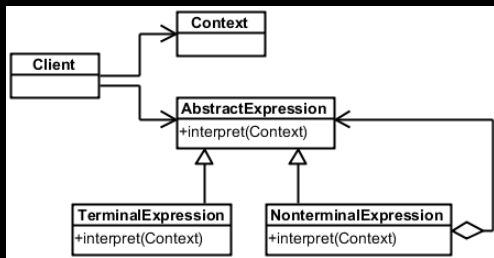 Context
Client
AbstractExpression
+interpret(Context)
TerminalExpression
+interpret(Context)
NonterminalExpression
+interpret(Context)